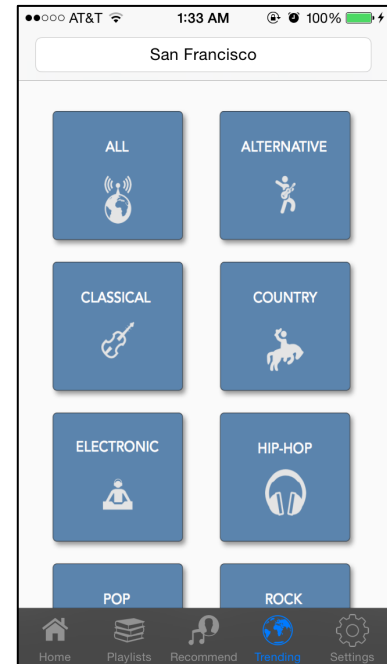 AT&T 1:33 AM 100%
San Francisco
ALL ALTERNATIVE
CLASSICAL COUNTRY
ELECTRONIC HIP-HOP
POP ROCK
Home Playlists Recommend Trending Settings